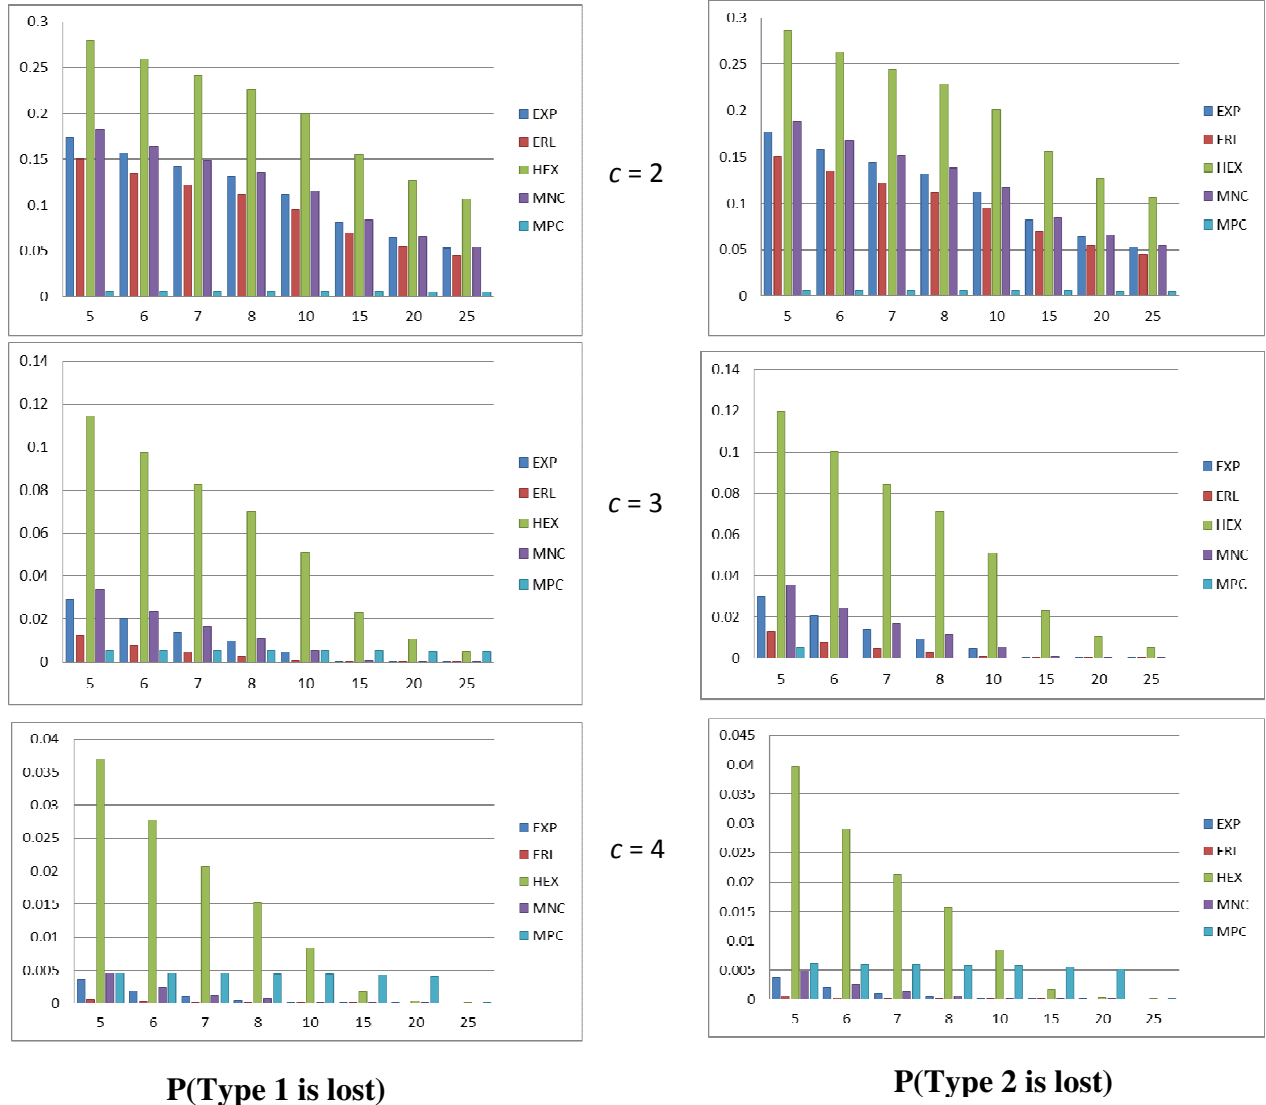 0.3
0.25
0.2
0.15
0.1
0.05
0
5 6 7 8 10 15 20 25
EXP
ERL
HEX
MNC
MPC
c = 2
0.3
0.25
0.2
0.15
0.1
0.05
0
5 6 7 8 10 15 20 25
EXP
ERL
HEX
MNC
MPC
0.14
0.12
0.1
0.08
0.06
0.04
0.02
0
5 6 7 8 10 15 20 25
EXP
ERL
HEX
MNC
MPC
c = 3
0.14
0.12
0.1
0.08
0.06
0.04
0.02
0
5 6 7 8 10 15 20 25
EXP
ERL
HEX
MNC
MPC
0.04
0.035
0.03
0.025
0.02
0.015
0.01
0.005
0
5 6 7 8 10 15 20 25
EXP
ERL
HEX
MNC
MPC
c = 4
0.045
0.04
0.035
0.03
0.025
0.02
0.015
0.01
0.005
0
5 6 7 8 10 15 20 25
EXP
ERL
HEX
MNC
MPC
P(Type 1 is lost)
P(Type 2 is lost)